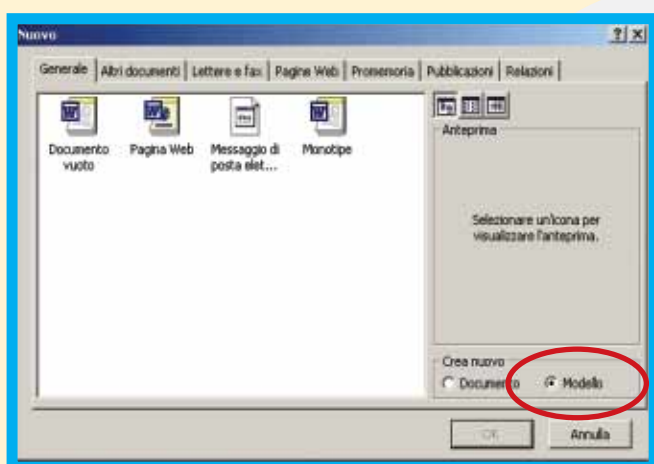 Nuovo
Generale Altri documenti Lettere e fax Pagine Web Promemoria Pubblicazioni Relazioni
Documento vuoto
Pagina Web
Messaggio di posta elet...
Monotipe
Anteprima
Selezionare un'icona per
visualizzare l'anteprima.
Crea nuovo
Documento Modello
OK Annulla